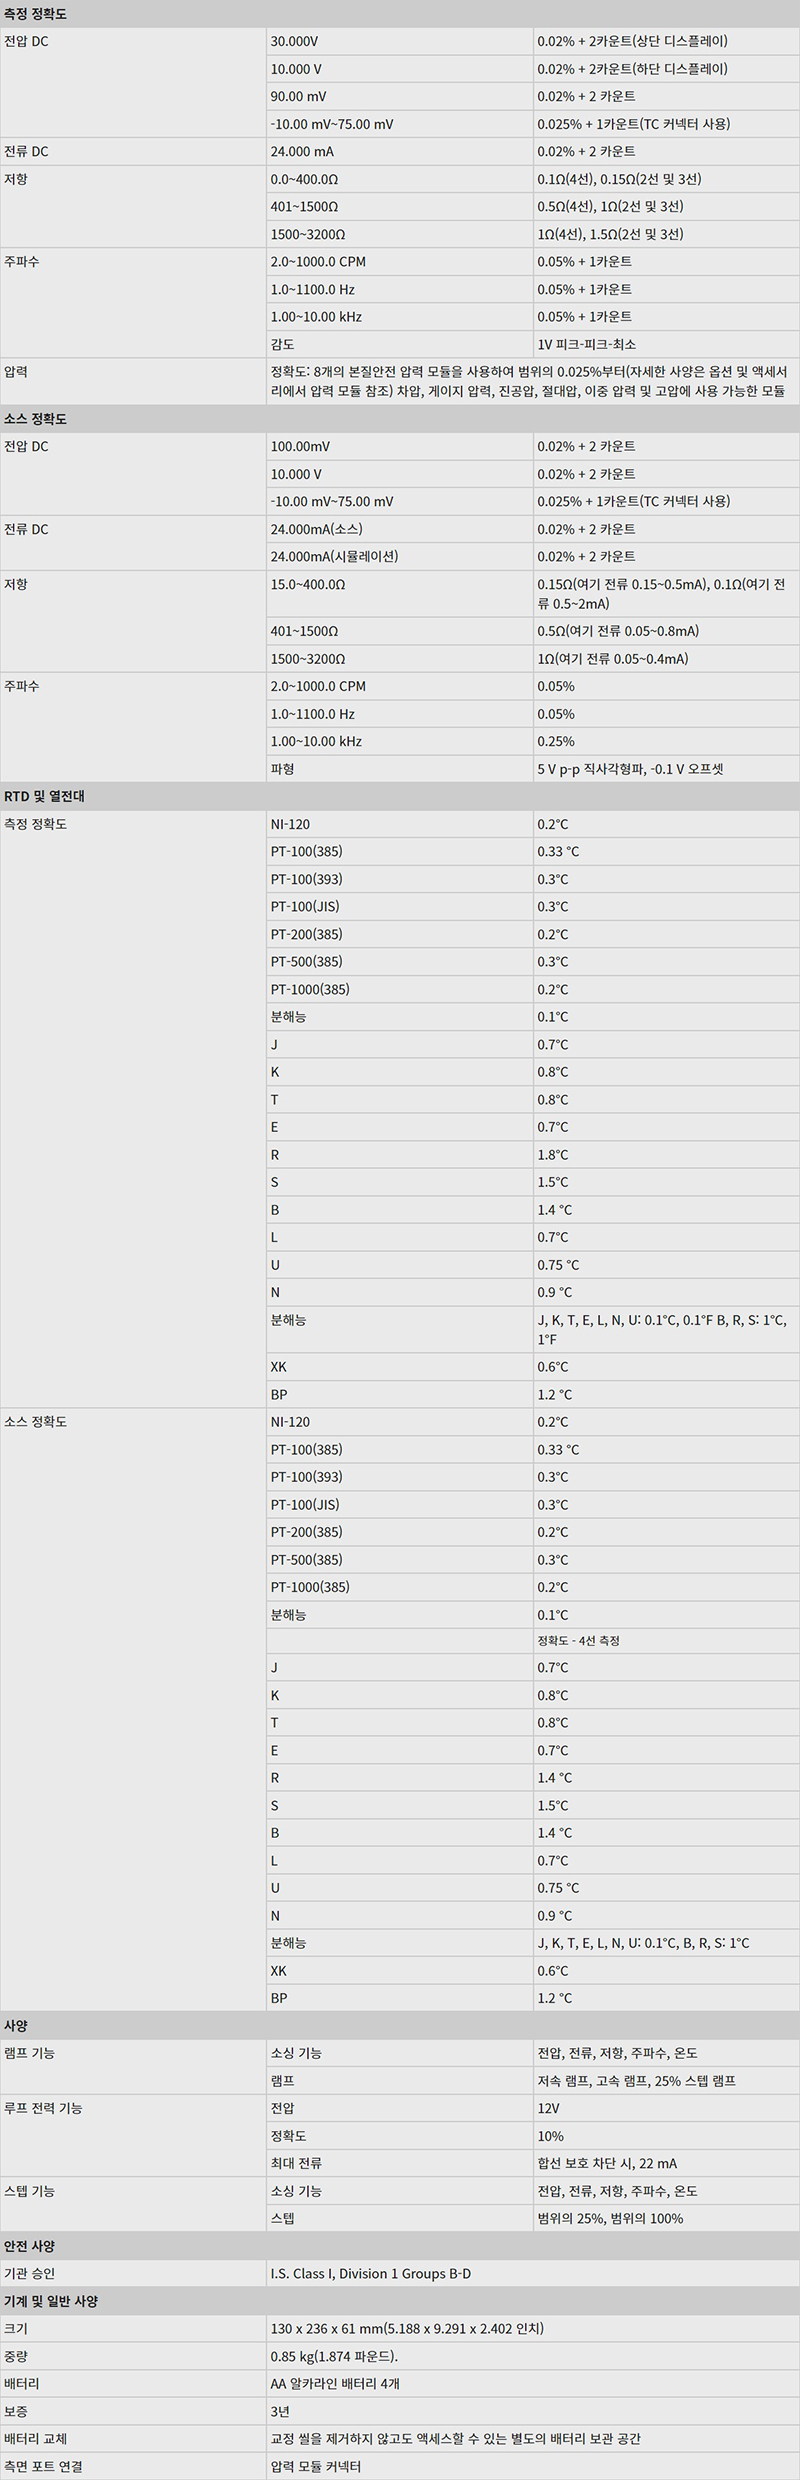 측정 정확도
전압 DC 30.000V 0.02% + 2카운트(상단 디스플레이)
10.000 V 0.02% + 2카운트(하단 디스플레이)
90.00 mV 0.02% + 2 카운트
-10.00 mV~75.00 mV 0.025% + 1카운트(TC 커넥터 사용)
전류 DC 24.000 mA 0.02% + 2 카운트
저항 0.0~400.0Ω 0.1Ω(4선), 0.15Ω(2선 및 3선)
401~1500Ω 0.5Ω(4선), 1Ω(2선 및 3선)
1500~3200Ω 1Ω(4선), 1.5Ω(2선 및 3선)
주파수 2.0~1000.0 CPM 0.05% + 1카운트
1.0~1100.0 Hz 0.05% + 1카운트
1.00~10.00 kHz 0.05% + 1카운트
감도 1V 피크-피크-최소
압력 정확도: 8개의 본질안전 압력 모듈을 사용하여 범위의 0.025%부터(자세한 사양은 옵션 및 액세서
리에서 압력 모듈 참조) 차압, 게이지 압력, 진공압, 절대압, 이중 압력 및 고압에 사용 가능한 모듈
소스 정확도
전압 DC 100.00mV 0.02% + 2 카운트
10.000 V 0.02% + 2 카운트
-10.00 mV~75.00 mV 0.025% + 1카운트(TC 커넥터 사용)
전류 DC 24.000mA(소스) 0.02% + 2 카운트
24.000mA(시뮬레이션) 0.02% + 2 카운트
저항 15.0~400.0Ω 0.15Ω(여기 전류 0.15~0.5mA), 0.1Ω(여기 전
류 0.5~2mA)
401~1500Ω 0.5Ω(여기 전류 0.05~0.8mA)
1500~3200Ω 1Ω(여기 전류 0.05~0.4mA)
주파수 2.0~1000.0 CPM 0.05%
1.0~1100.0 Hz 0.05%
1.00~10.00 kHz 0.25%
파형 5 V p-p 직사각형파, -0.1 V 오프셋
RTD 및 열전대
측정 정확도 NI-120 0.2°C
PT-100(385) 0.33 °C
PT-100(393) 0.3°C
PT-100(JIS) 0.3°C
PT-200(385) 0.2°C
PT-500(385) 0.3°C
PT-1000(385) 0.2°C
분해능 0.1°C
J 0.7°C
K 0.8°C
T 0.8°C
E 0.7°C
R 1.8°C
S 1.5°C
B 1.4 °C
L 0.7°C
U 0.75 °C
N 0.9 °C
분해능 J, K, T, E, L, N, U: 0.1°C, 0.1°F B, R, S: 1°C,
1°F
XK 0.6°C
BP 1.2 °C
소스 정확도 NI-120 0.2°C
PT-100(385) 0.33 °C
PT-100(393) 0.3°C
PT-100(JIS) 0.3°C
PT-200(385) 0.2°C
PT-500(385) 0.3°C
PT-1000(385) 0.2°C
분해능 0.1°C
정확도 - 4선 측정
J 0.7°C
K 0.8°C
T 0.8°C
E 0.7°C
R 1.4 °C
S 1.5°C
B 1.4 °C
L 0.7°C
U 0.75 °C
N 0.9 °C
분해능 J, K, T, E, L, N, U: 0.1°C, B, R, S: 1°C
XK 0.6°C
BP 1.2 °C
사양
램프 기능 소싱 기능 전압, 전류, 저항, 주파수, 온도
램프 저속 램프, 고속 램프, 25% 스텝 램프
루프 전력 기능 전압 12V
정확도 10%
최대 전류 합선 보호 차단 시, 22 mA
스텝 기능 소싱 기능 전압, 전류, 저항, 주파수, 온도
스텝 범위의 25%, 범위의 100%
안전 사양
기관 승인 I.S. Class I, Division 1 Groups B-D
기계 및 일반 사양
크기 130 x 236 x 61 mm(5.188 x 9.291 x 2.402 인치)
중량 0.85 kg(1.874 파운드).
배터리 AA 알카라인 배터리 4개
보증 3년
배터리 교체 교정 씰을 제거하지 않고도 액세스할 수 있는 별도의 배터리 보관 공간
측면 포트 연결 압력 모듈 커넥터